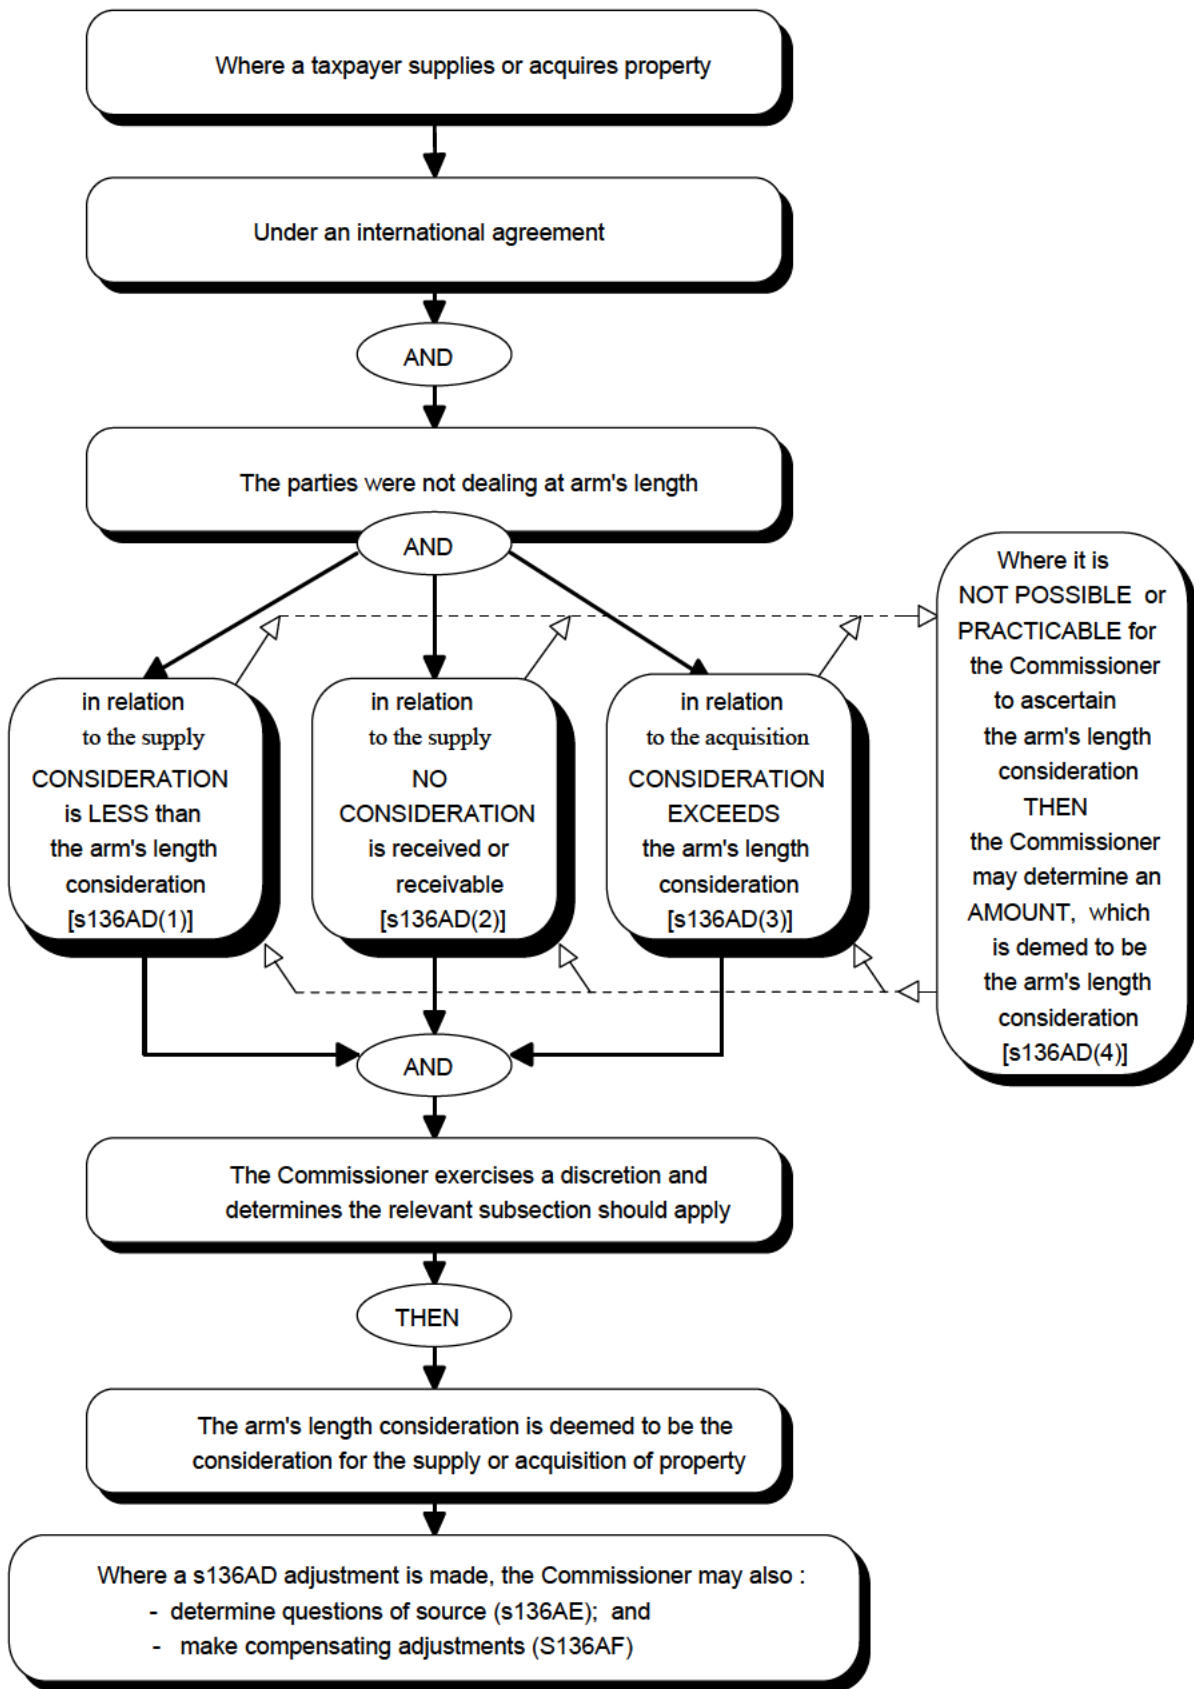 Where a taxpayer supplies or acquires property
Under an international agreement
AND
The parties were not dealing at arm's length
AND
in relation
to the supply
CONSIDERATION
is LESS than
the arm's length
consideration
[s136AD(1)]
in relation
to the supply
NO
CONSIDERATION
is received or
receivable
[s136AD(2)]
in relation
to the acquisition
CONSIDERATION
EXCEEDS
the arm's length
consideration
[s136AD(3)]
Where it is
NOT POSSIBLE or
PRACTICABLE for
the Commissioner
to ascertain
the arm's length
consideration
THEN
the Commissioner
may determine an
AMOUNT, which
is demed to be
the arm's length
consideration
[s136AD(4)]
AND
The Commissioner exercises a discretion and
determines the relevant subsection should apply
THEN
The arm's length consideration is deemed to be the
consideration for the supply or acquisition of property
Where a s136AD adjustment is made, the Commissioner may also :
- determine questions of source (s136AE); and
- make compensating adjustments (S136AF)